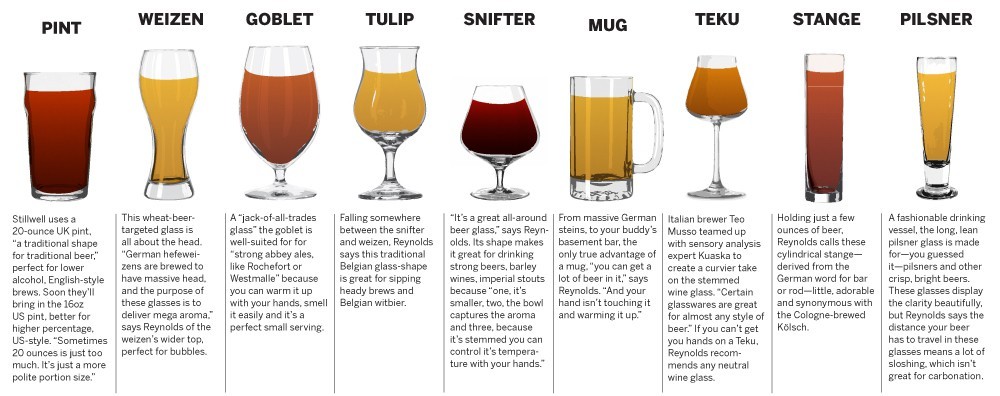 PINT
WEIZEN
GOBLET
TULIP
SNIFTER
MUG
TEKU
STANGE
PILSNER
Stillwell uses a
20-ounce UK pint,
“a traditional shape
for traditional beer,”
perfect for lower
alcohol, English-style
brews. Soon they’ll
bring in the 16oz
US pint, better for
higher percentage,
US-style. “Sometimes
20 ounces is just too
much. It’s just a more
polite portion size.”
This wheat-beer-
targeted glass is
all about the head.
“German hefewei-
zens are brewed to
have massive head,
and the purpose of
these glasses is to
deliver mega aroma,”
says Reynolds of the
weizen’s wider top,
perfect for bubbles.
A “jack-of-all-trades
glass” the goblet is
well-suited for for
“strong abbey ales,
like Rochefort or
Westmalle” because
you can warm it up
with your hands, smell
it easily and it’s a
perfect small serving.
Falling somewhere
between the snifter
and weizen, Reynolds
says this traditional
Belgian glass-shape
is great for sipping
heady brews and
Belgian witbier.
“It’s a great all-around
beer glass,” says Reyn-
olds. Its shape makes
it great for drinking
strong beers, barley
wines, imperial stouts
because “one, it’s
smaller, two, the bowl
captures the aroma
and three, because
it’s stemmed you can
control it’s tempera-
ture with your hands.”
From massive German
steins, to your buddy’s
basement bar, the
only true advantage of
a mug, “you can get a
lot of beer in it,” says
Reynolds. “And your
hand isn’t touching it
and warming it up.”
Italian brewer Teo
Musso teamed up
with sensory analysis
expert Kuaska to
create a curvier take
on the stemmed
wine glass. “Certain
glasswares are great
for almost any style of
beer.” If you can’t get
you hands on a Teku,
Reynolds recom-
mends any neutral
wine glass.
Holding just a few
ounces of beer,
Reynolds calls these
cylindrical stange—
derived from the
German word for bar
or rod—little, adorable
and synonymous with
the Cologne-brewed
Kölsch.
A fashionable drinking
vessel, the long, lean
pilsner glass is made
for—you guessed
it—pilsners and other
crisp, bright beers.
These glasses display
the clarity beautifully,
but Reynolds says the
distance your beer
has to travel in these
glasses means a lot of
sloshing, which isn’t
great for carbonation.